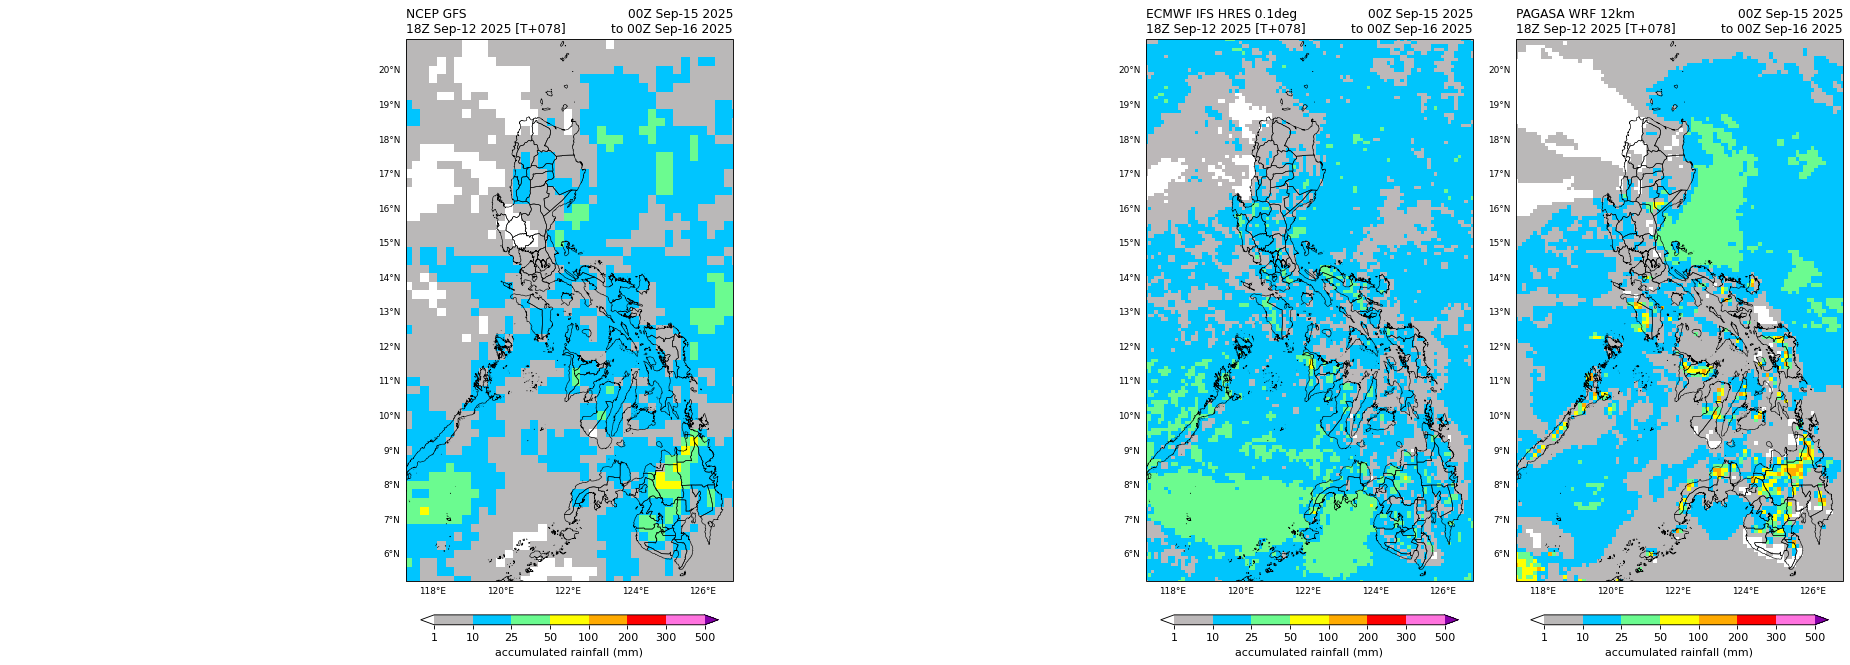 NCEP GFS 00Z Sep-15 2025
18Z Sep-12 2025 [T+078] to 00Z Sep-16 2025
20°N
19°N
18°N
17°N
16°N
15°N
14°N
13°N
12°N
11°N
10°N
9°N
8°N
7°N
6°N
118°E 120°E 122°E 124°E 126°E
1 10 25 50 100 200 300 500
accumulated rainfall (mm)
ECMWF IFS HRES 0.1deg 00Z Sep-15 2025
18Z Sep-12 2025 [T+078] to 00Z Sep-16 2025
20°N
19°N
18°N
17°N
16°N
15°N
14°N
13°N
12°N
11°N
10°N
9°N
8°N
7°N
6°N
118°E 120°E 122°E 124°E 126°E
1 10 25 50 100 200 300 500
accumulated rainfall (mm)
PAGASA WRF 12km 00Z Sep-15 2025
18Z Sep-12 2025 [T+078] to 00Z Sep-16 2025
20°N
19°N
18°N
17°N
16°N
15°N
14°N
13°N
12°N
11°N
10°N
9°N
8°N
7°N
6°N
118°E 120°E 122°E 124°E 126°E
1 10 25 50 100 200 300 500
accumulated rainfall (mm)